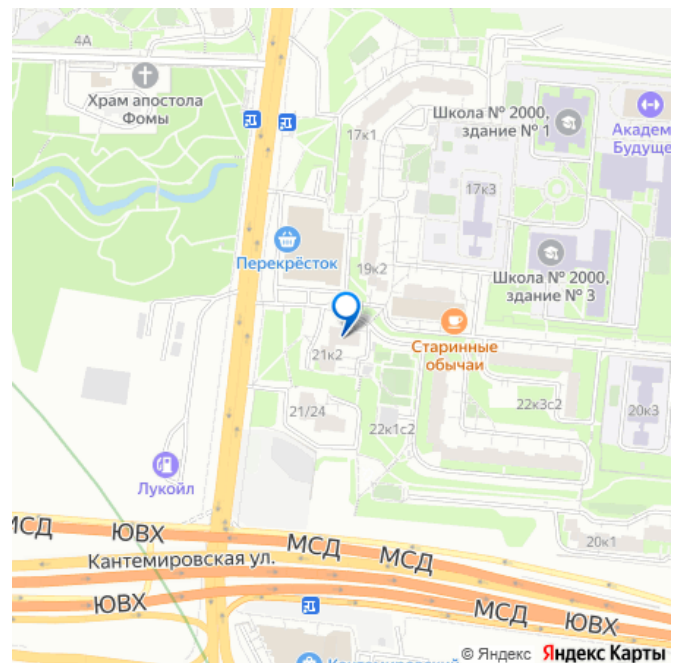 4А
Храм апостола
Фомы
17к1
Школа № 2000,
здание № 1
Академ
Будуще
17к3
Перекрёсток
19к2
Школа № 2000,
здание № 3
Старинные
обычаи
21к2
22к3с2
20к3
21/24
22к1с2
Лукойл
МСД
ЮВХ
МСД
МСД
20к1
Кантемировская ул.
ЮВХ
МСД
ЮВХ
© Яндекс Яндекс Карты